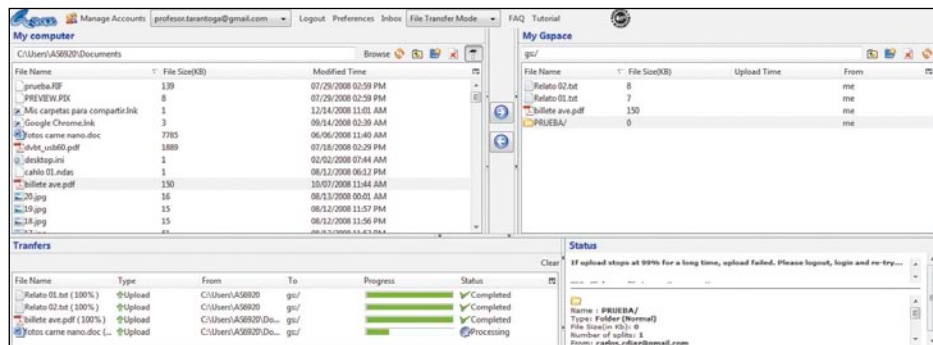 Manage Accounts profesor.tarantoga@gmail.com Logout Preferences Inbox File Transfer Mode FAQ Tutorial
My computer
C:\Users\AS6920\Documents Browse
File Name File Size(KB) Modified Time
prueba.RIF 139 07/29/2008 02:59 PM
PREVIEW.PIX 8 07/29/2008 02:59 PM
Mis carpetas para compartir.lnk 1 12/14/2008 11:01 AM
Google Chrome.lnk 3 09/14/2008 02:39 AM
fotos carne nano.doc 7785 06/06/2008 11:40 AM
dvbt_usb60.pdf 1889 07/18/2008 02:29 PM
desktop.ini 1 02/02/2008 07:44 AM
cahlo 01.ndas 1 08/12/2008 06:12 PM
billete ave.pdf 150 10/07/2008 11:44 AM
20.jpg 16 08/13/2008 00:01 AM
19.jpg 15 08/12/2008 11:57 PM
18.jpg 15 08/12/2008 11:56 PM
My Gspace
gs:/
File Name File Size(KB) Upload Time From
Relato 02.txt 8 me
Relato 01.txt 7 me
billete ave.pdf 150 me
PRUEBA/ 0 me
Tranfers
Clear
File Name Type From To Progress Status
Relato 01.txt (100%) Upload C:\Users\AS6920 gs:/ Completed
Relato 02.txt (100%) Upload C:\Users\AS6920 gs:/ Completed
billete ave.pdf (100%) Upload C:\Users\AS6920\Do... gs:/ Completed
fotos carne nano.doc (... Upload C:\Users\AS6920\Do... gs:/ Processing
Status
If upload stops at 99% for a long time, upload failed. Please logout, login and re-try...
Name : PRUEBA/
Type: Folder (Normal)
File Size(in Kb): 0
Number of splits: 1
From: carlos.cdiaz@gmail.com